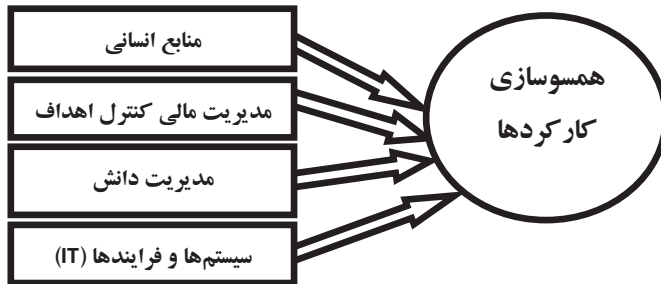 منابع انسانی
مدیریت مالی کنترل اهداف
مدیریت دانش
سیستم‌ها و فرایندها (IT)
همسوسازی
کارکردها